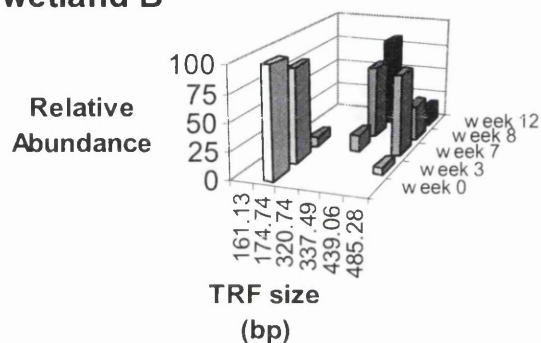 wetland B
100
75
50
25
0
Relative
Abundance
week 12
week 8
week 7
week 3
week 0
161.13
174.74
320.74
337.49
439.06
485.28
TRF size
(bp)